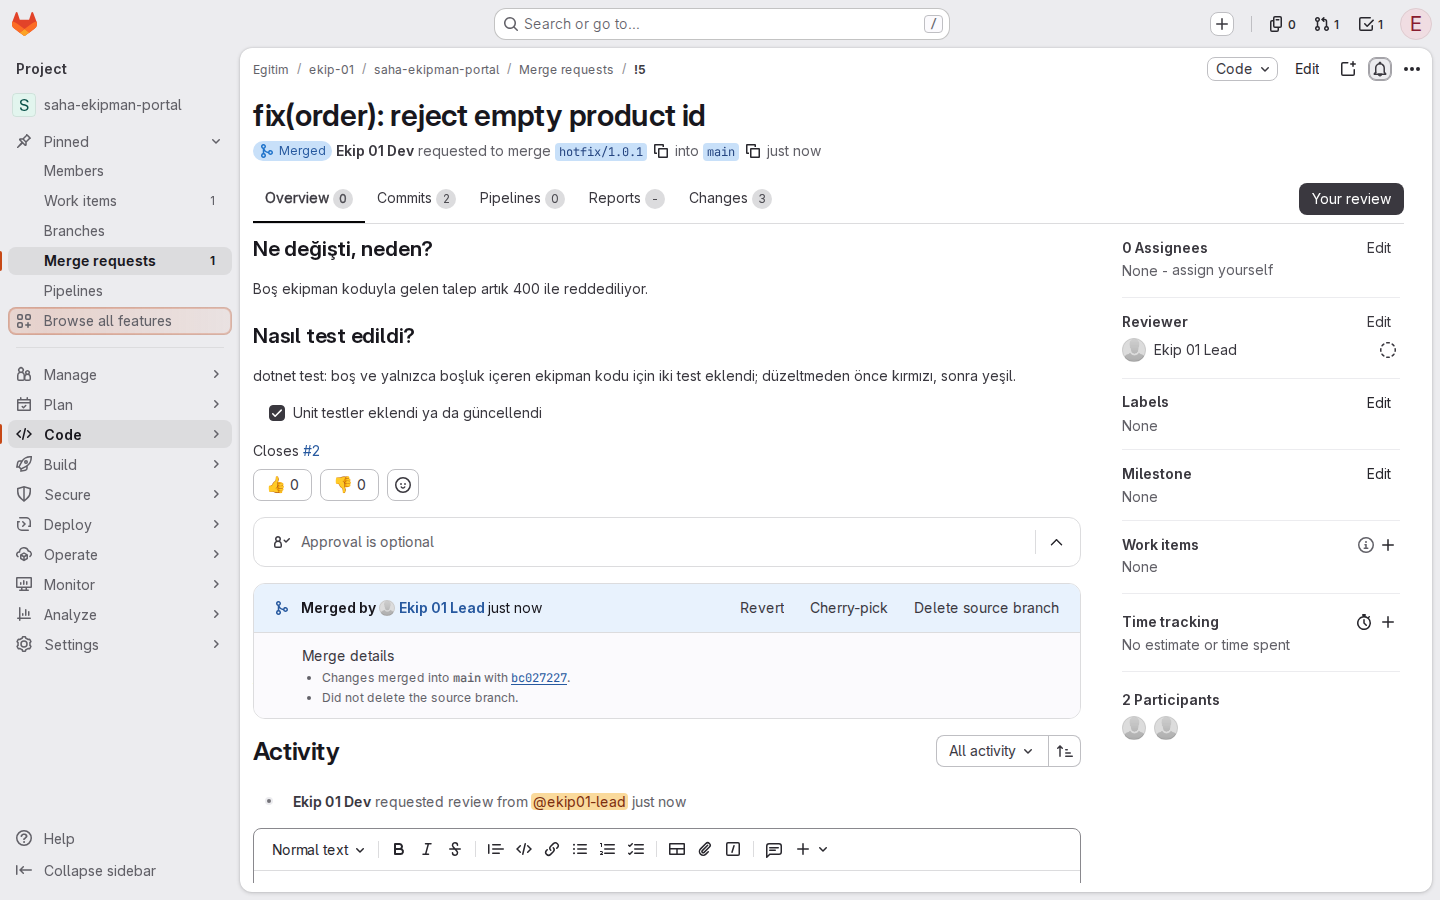 Search or go to...
/
0
1
1
E
Project
S saha-ekipman-portal
Pinned
Members
Work items 1
Branches
Merge requests 1
Pipelines
Browse all features
Manage
Plan
Code
Build
Secure
Deploy
Operate
Monitor
Analyze
Settings
Help
Collapse sidebar
Egitim / ekip-01 / saha-ekipman-portal / Merge requests / !5
Code
Edit
fix(order): reject empty product id
Merged Ekip 01 Dev requested to merge hotfix/1.0.1 into main just now
Overview 0 Commits 2 Pipelines 0 Reports - Changes 3
Your review
Ne değişti, neden?
Boş ekipman koduyla gelen talep artık 400 ile reddediliyor.
Nasıl test edildi?
dotnet test: boş ve yalnızca boşluk içeren ekipman kodu için iki test eklendi; düzeltmeden önce kırmızı, sonra yeşil.
Unit testler eklendi ya da güncellendi
Closes #2
👍 0 👎 0
Approval is optional
Merged by Ekip 01 Lead just now
Revert Cherry-pick Delete source branch
Merge details
Changes merged into main with bc027227.
Did not delete the source branch.
Activity
All activity
Ekip 01 Dev requested review from @ekip01-lead just now
Normal text
0 Assignees Edit
None - assign yourself
Reviewer Edit
Ekip 01 Lead
Labels Edit
None
Milestone Edit
None
Work items
None
Time tracking
No estimate or time spent
2 Participants